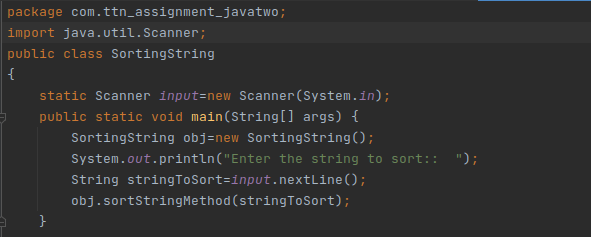 package com.ttn_assignment_javatwo;
import java.util.Scanner;
public class SortingString
{
static Scanner input=new Scanner(System.in);
public static void main(String[] args) {
SortingString obj=new SortingString();
System.out.println("Enter the string to sort::  ");
String stringToSort=input.nextLine();
obj.sortStringMethod(stringToSort);
}